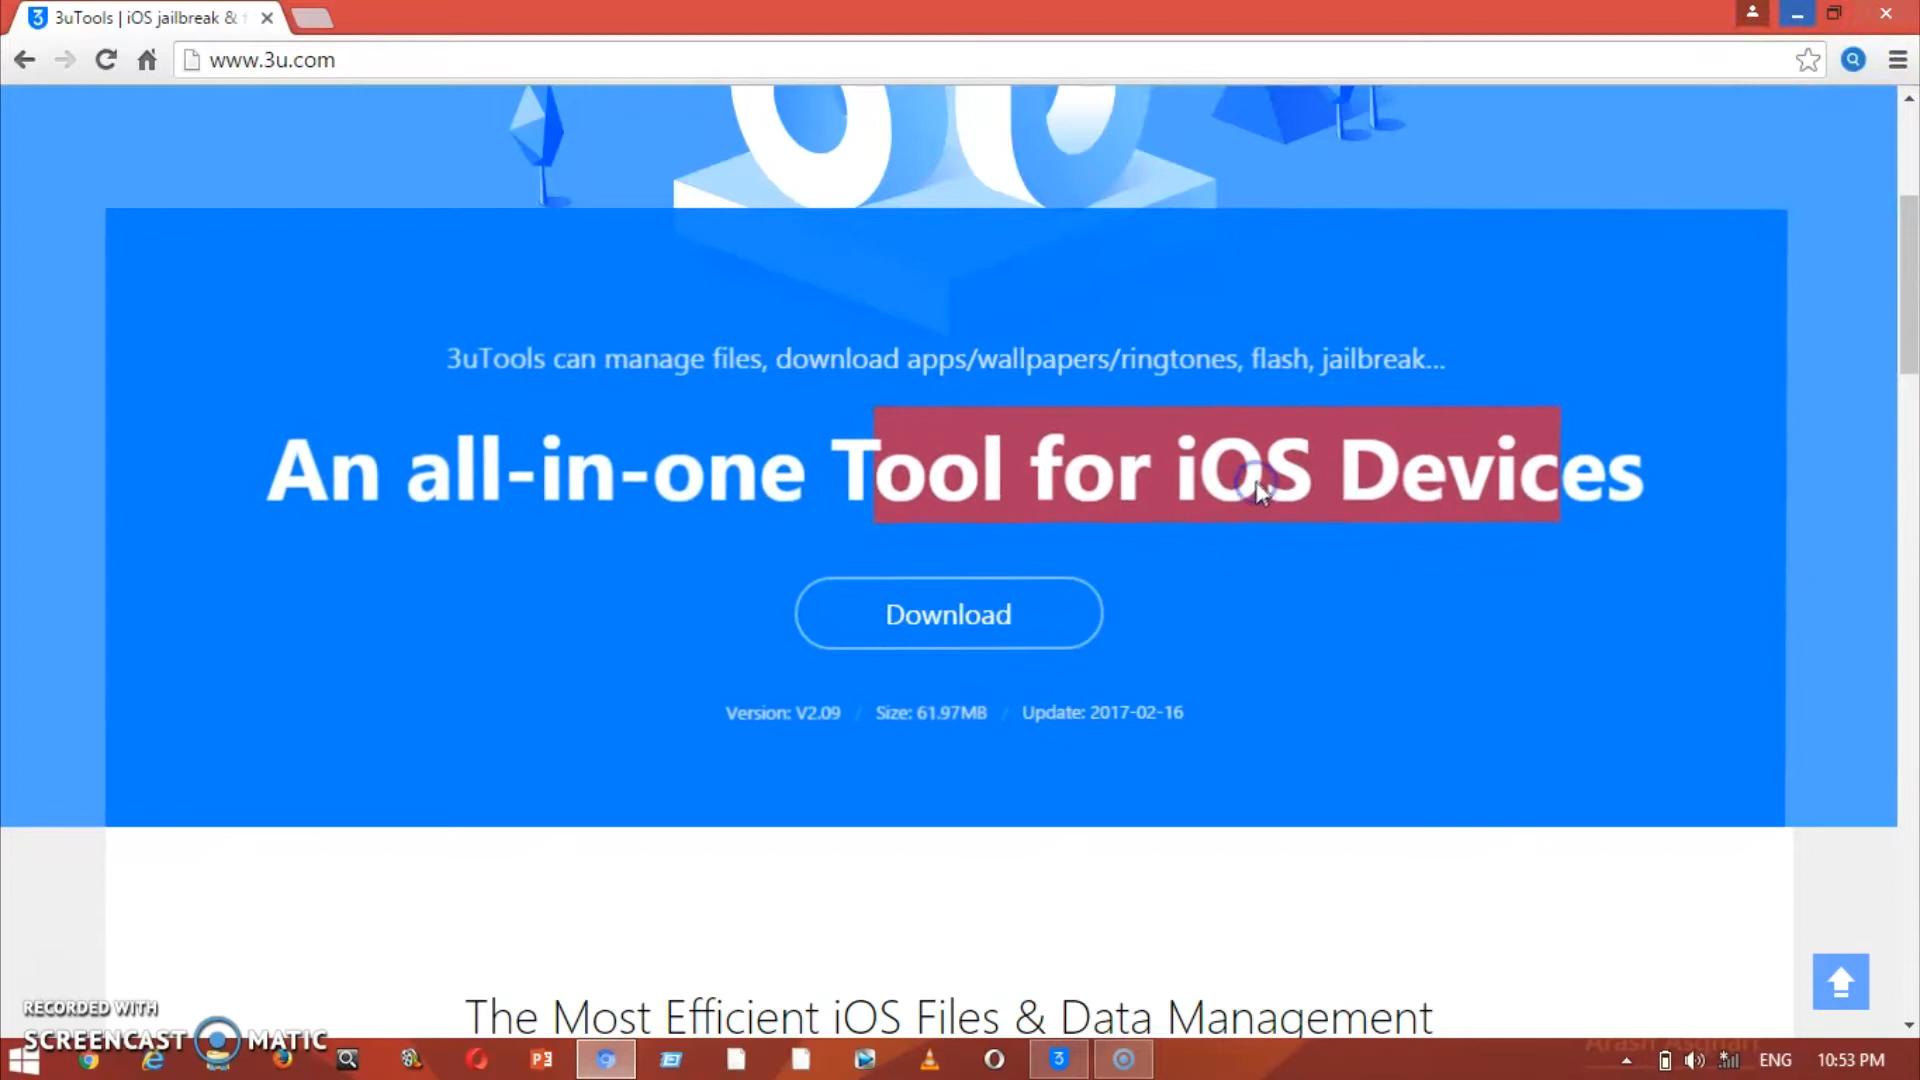 3uTools | iOS jailbreak & f
www.3u.com
3uTools can manage files, download apps/wallpapers/ringtones, flash, jailbreak...
An all-in-one Tool for iOS Devices
Download
Version: V2.09 / Size: 61.97MB / Update: 2017-02-16
The Most Efficient iOS Files & Data Management
RECORDED WITH
SCREENCAST MATIC
Arash Asghari
ENG
10:53 PM